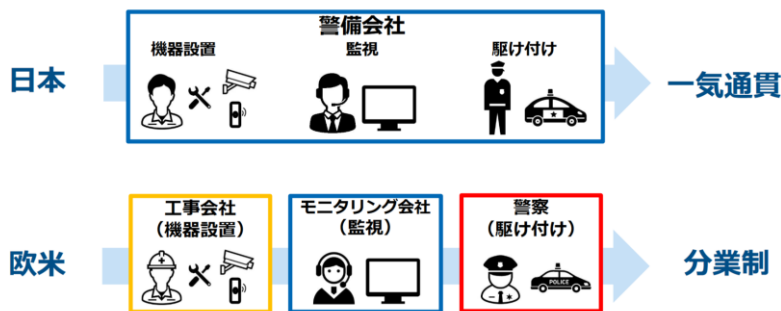 警備会社
機器設置
監視
駆け付け
日本
一気通貫
工事会社
（機器設置）
モニタリング会社
（監視）
警察
（駆け付け）
欧米
POLICE
分業制